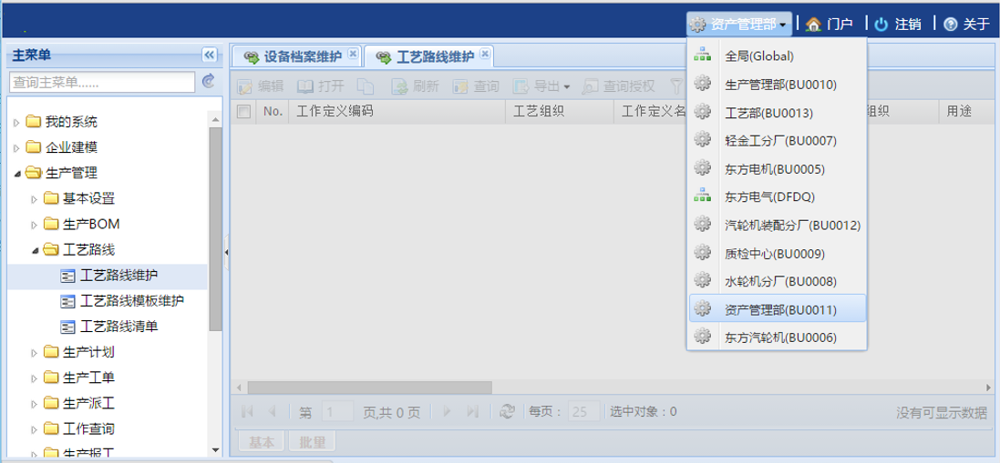 资产管理部
门户
注销
关于
主菜单
查询主菜单......
我的系统
企业建模
生产管理
基本设置
生产BOM
工艺路线
工艺路线维护
工艺路线模板维护
工艺路线清单
生产计划
生产工单
生产派工
工作查询
生产报工
设备档案维护
工艺路线维护
编辑
打开
刷新
查询
导出
查询授权
No.
工作定义编码
工艺组织
工作定义名
组织
用途
全局(Global)
生产管理部(BU0010)
工艺部(BU0013)
轻金工分厂(BU0007)
东方电机(BU0005)
东方电气(DFDQ)
汽轮机装配分厂(BU0012)
质检中心(BU0009)
水轮机分厂(BU0008)
资产管理部(BU0011)
东方汽轮机(BU0006)
第 1 页,共 0 页
每页： 25
选中对象：0
没有可显示数据
基本
批量